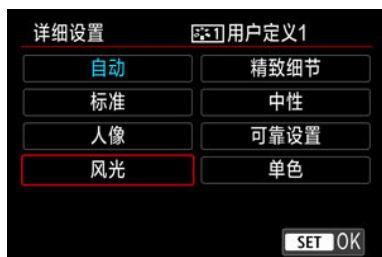 详细设置 1用户定义1
自动 精致细节
标准 中性
人像 可靠设置
风光 单色
SET OK